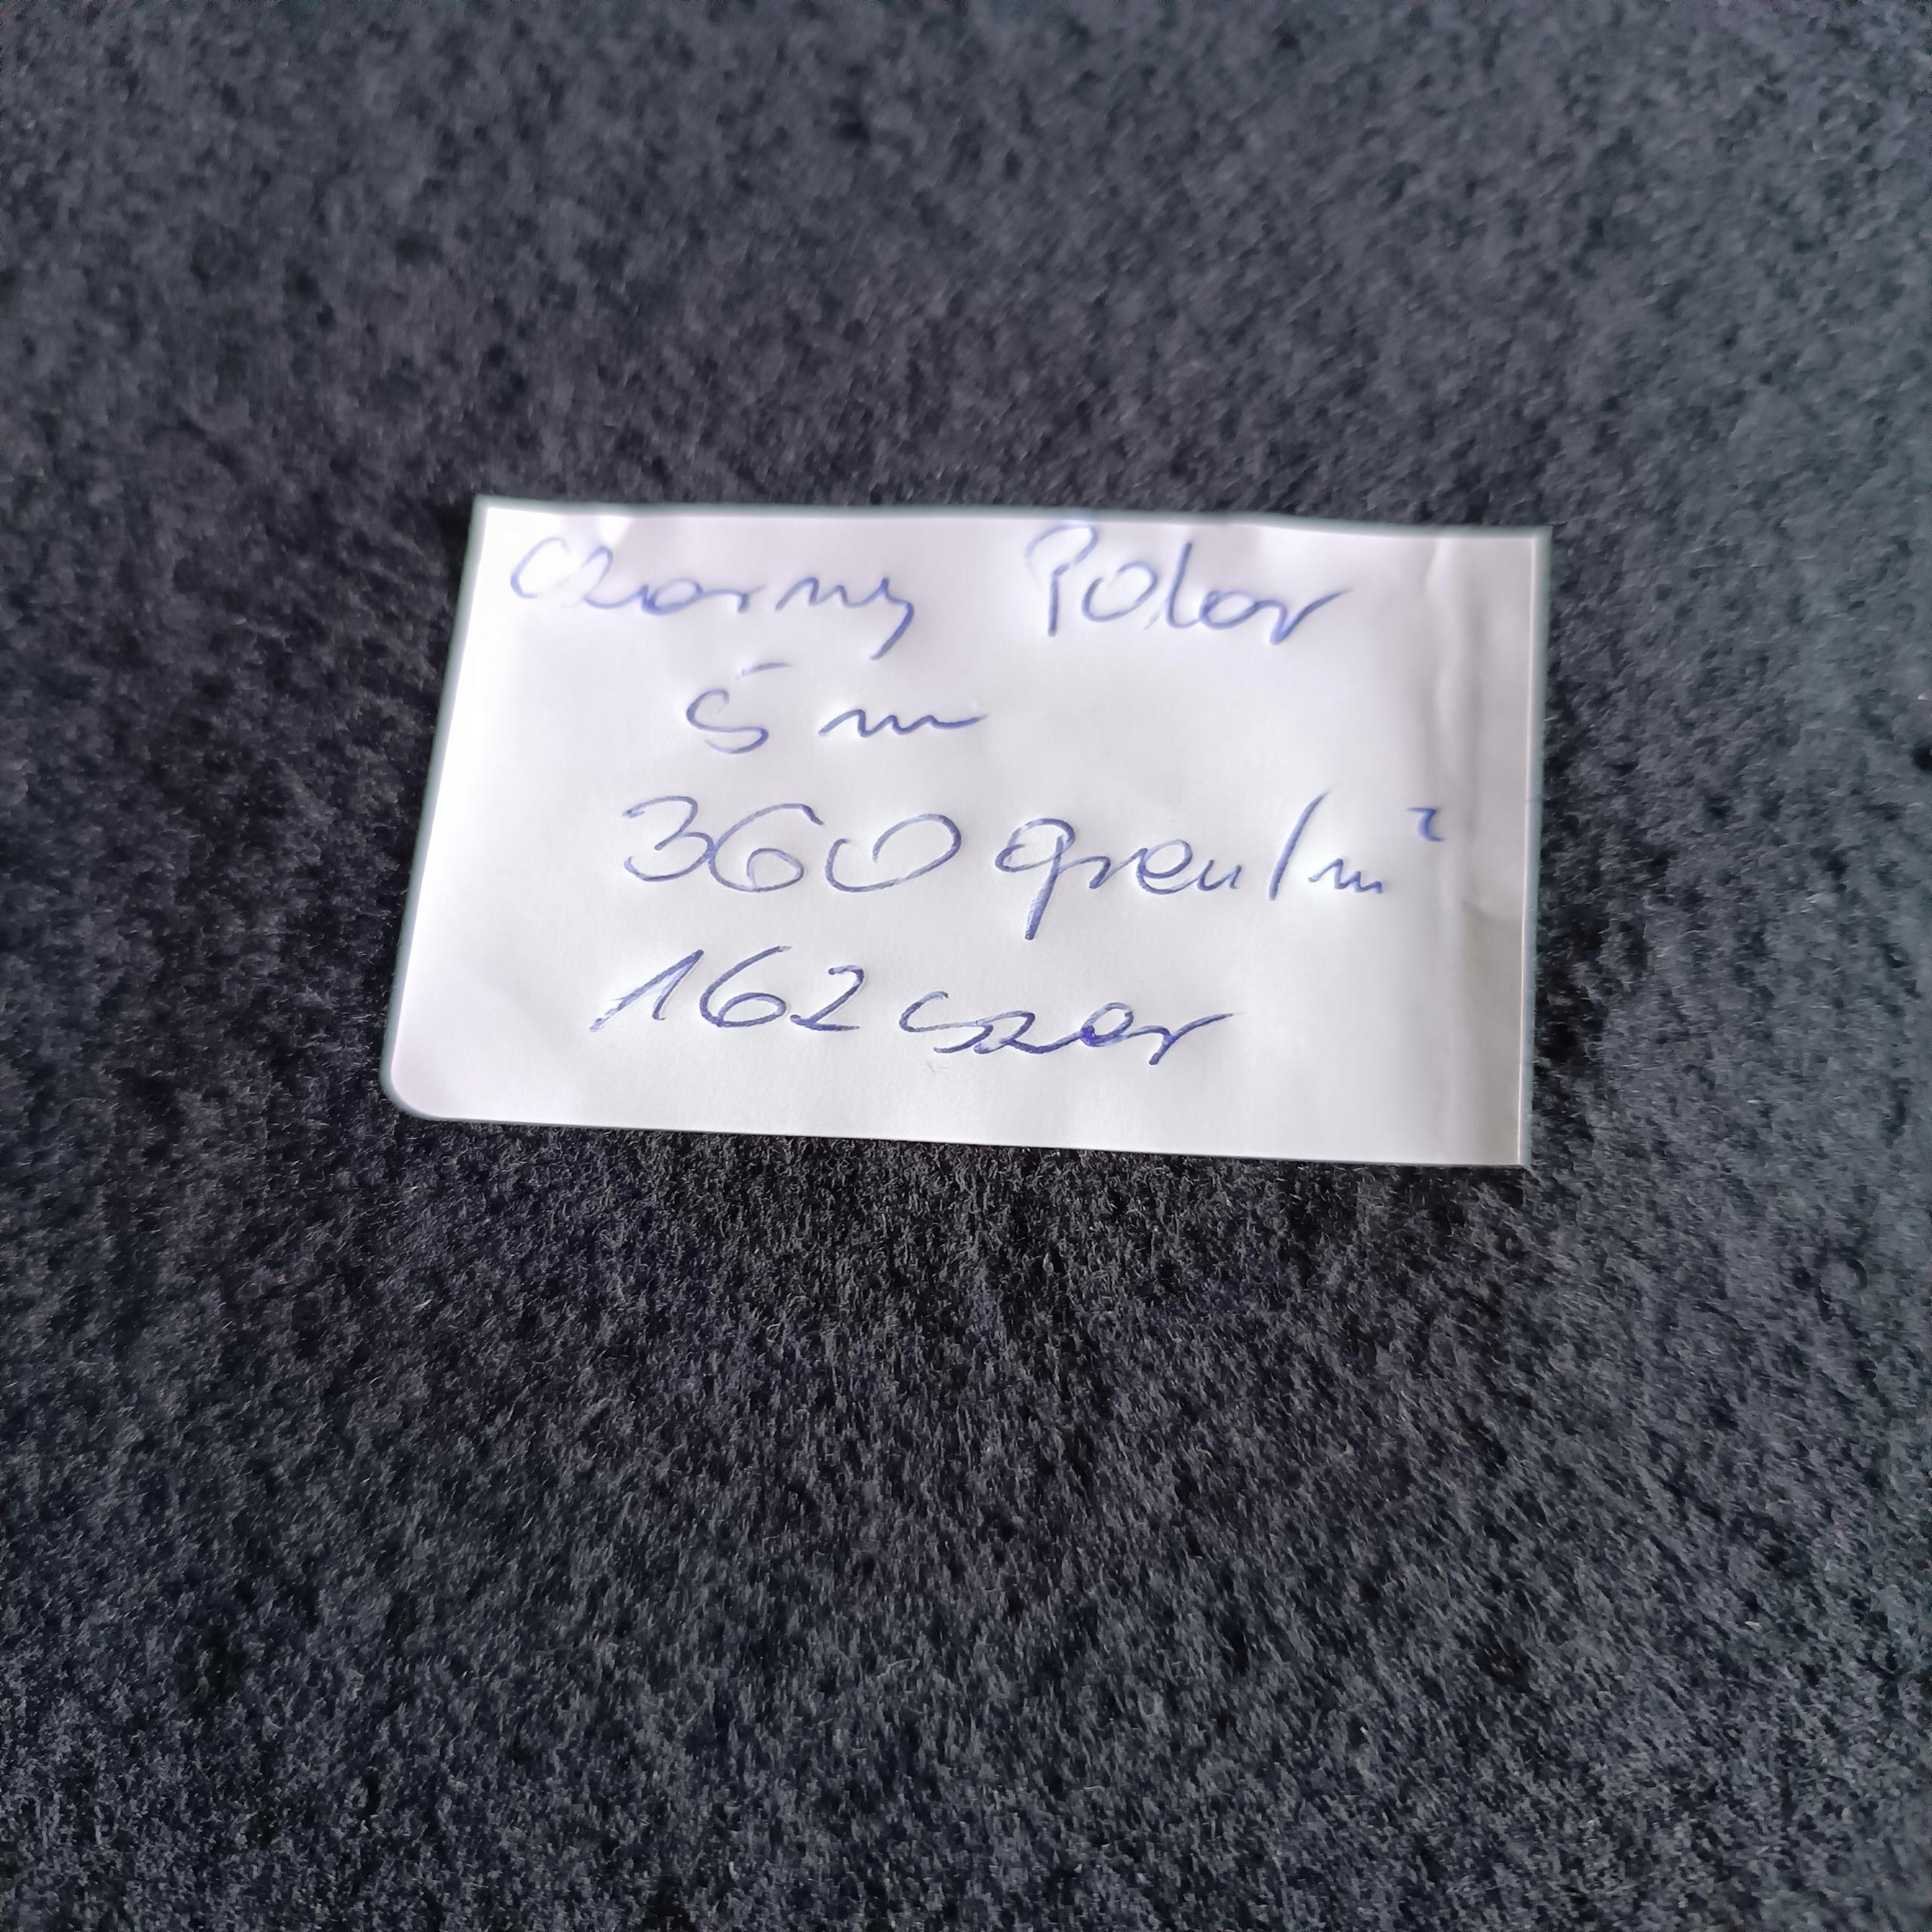 Czarny Polar
5 m
360 gram/m²
162 szer